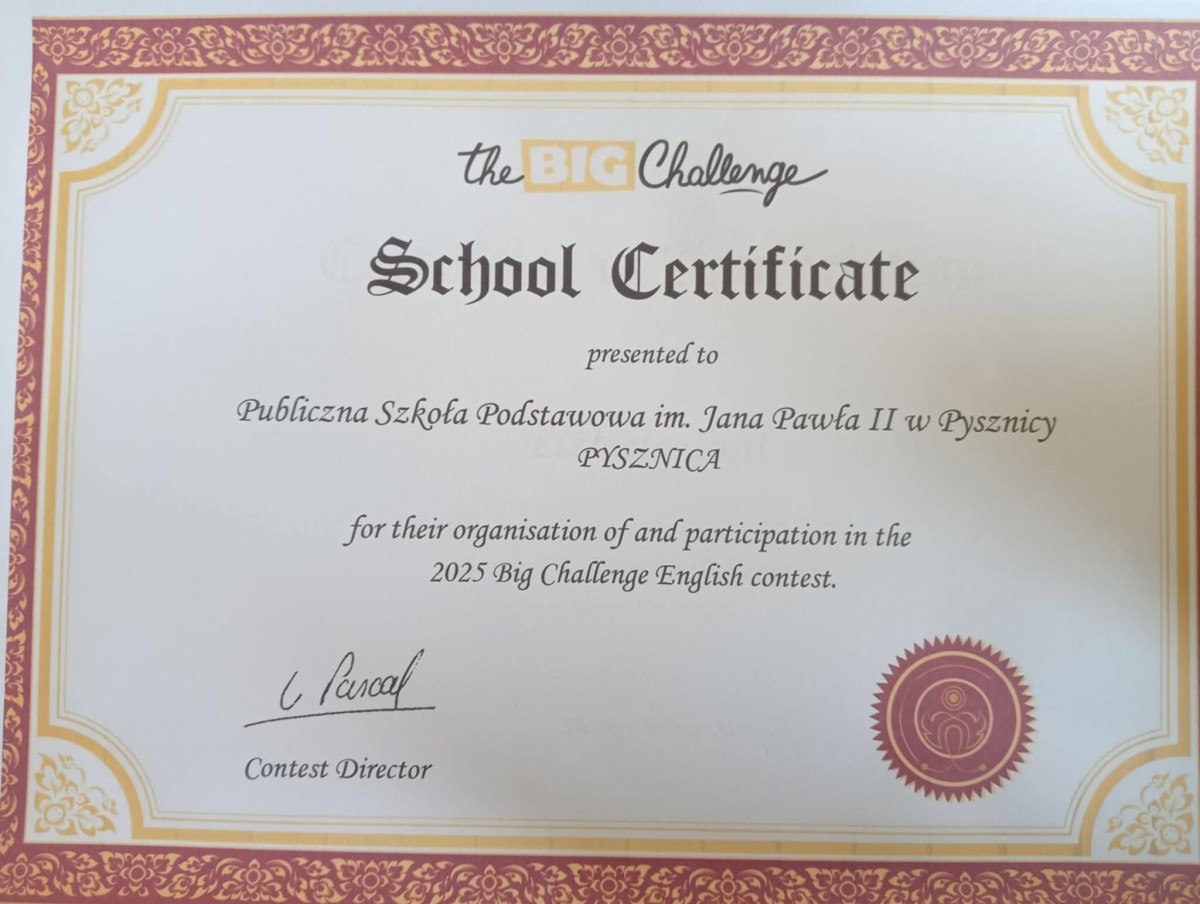 the BIG Challenge
School Certificate
presented to
Publiczna Szkoła Podstawowa im. Jana Pawła II w Pysznicy
PYSZNICA
for their organisation of and participation in the
2025 Big Challenge English contest.
C Pascal
Contest Director